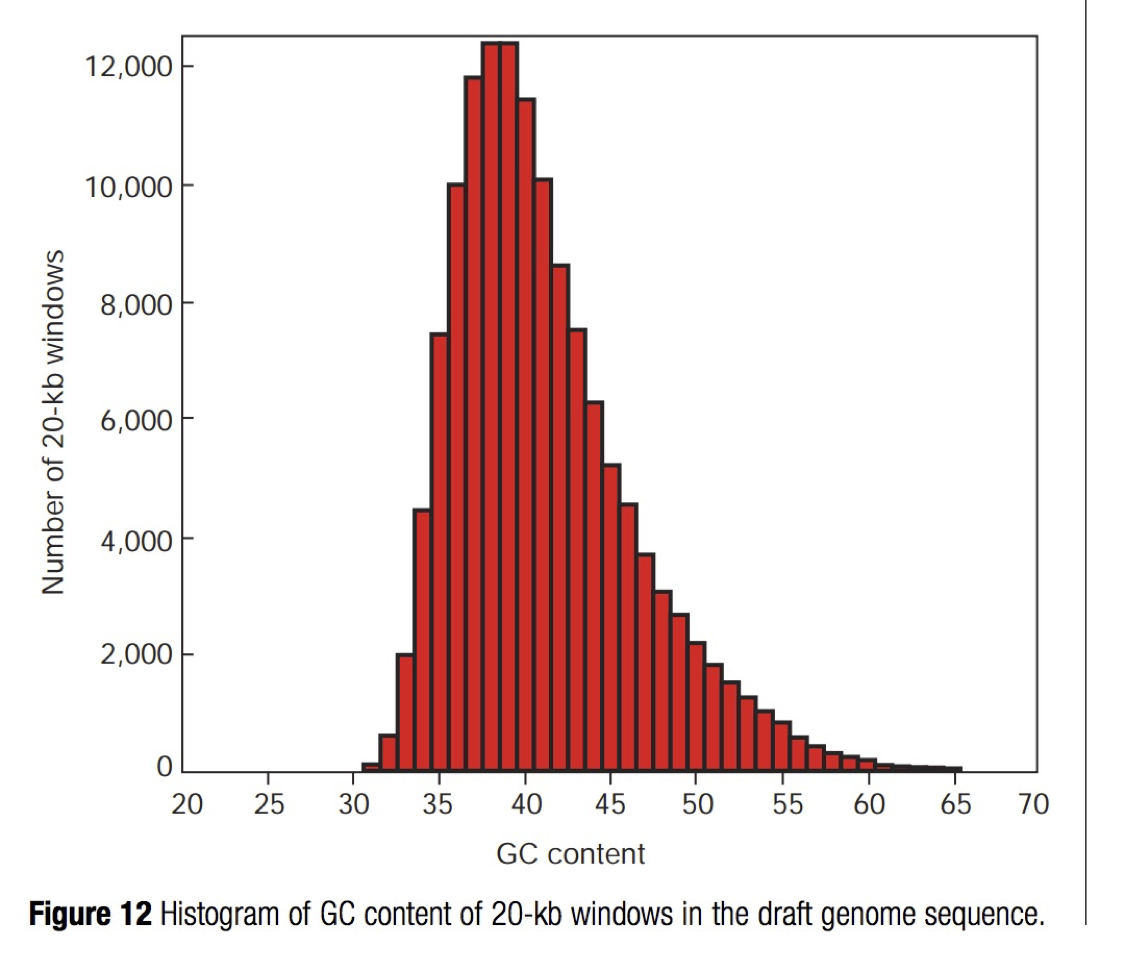 12,000
10,000
8,000
6,000
4,000
2,000
0
Number of 20-kb windows
20 25 30 35 40 45 50 55 60 65 70
GC content
Figure 12 Histogram of GC content of 20-kb windows in the draft genome sequence.